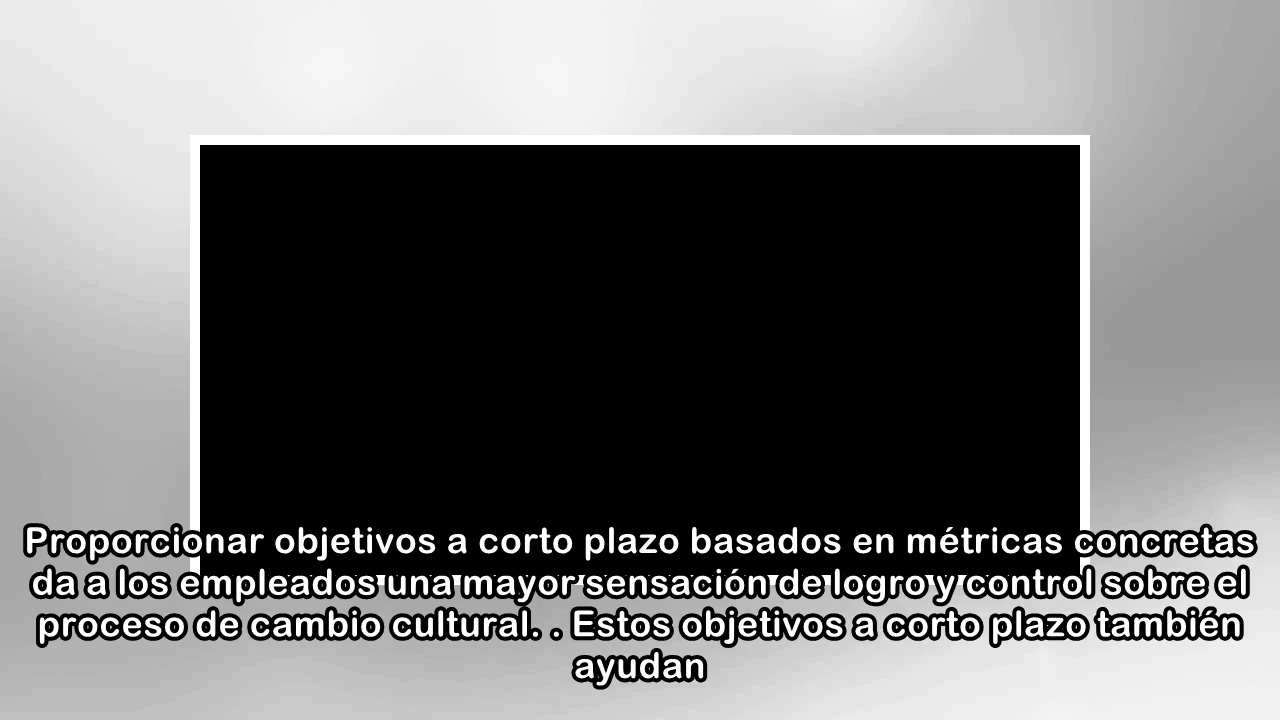 Proporcionar objetivos a corto plazo basados en métricas concretas
da a los empleados una mayor sensación de logro y control sobre el
proceso de cambio cultural. . Estos objetivos a corto plazo también
ayudan